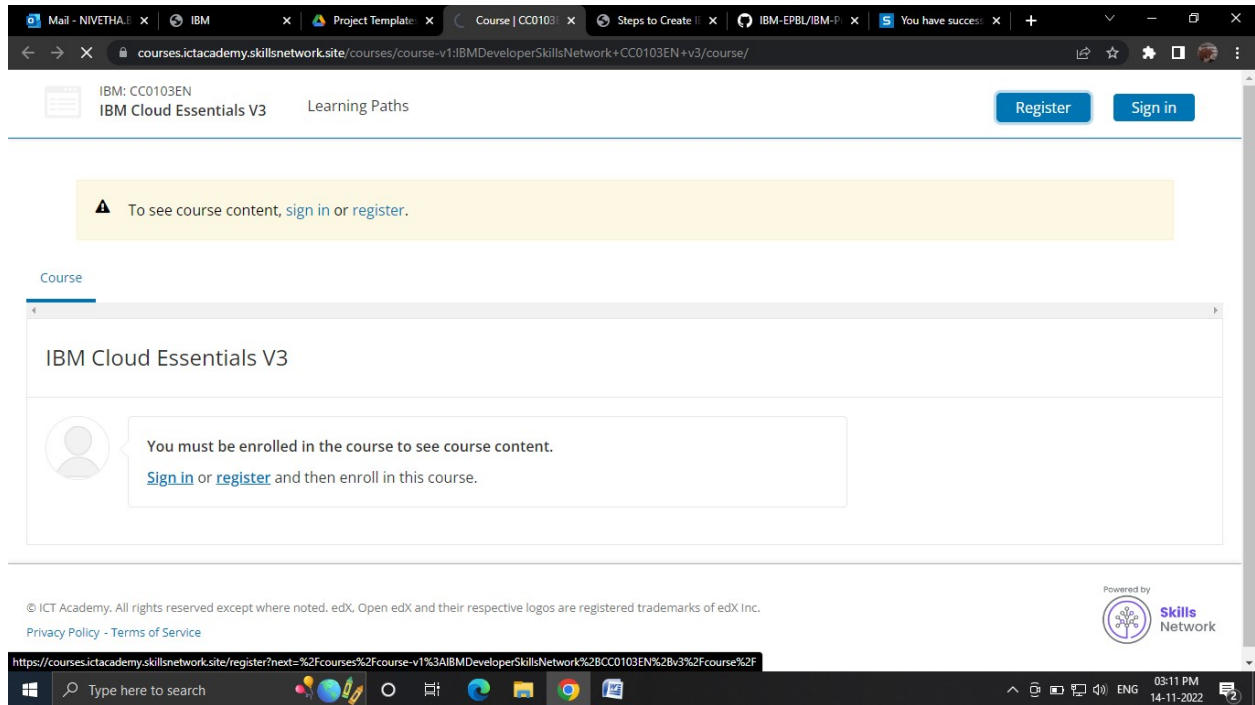 Mail - NIVETHA.E
IBM
Project Template
Course | CC0103
Steps to Create I
IBM-EPBL/IBM-P
You have success
courses.ictacademy.skillsnetwork.site/courses/course-v1:IBMDeveloperSkillsNetwork+CC0103EN+v3/course/
IBM: CC0103EN
IBM Cloud Essentials V3
Learning Paths
Register
Sign in
To see course content, sign in or register.
Course
IBM Cloud Essentials V3
You must be enrolled in the course to see course content.
Sign in or register and then enroll in this course.
© ICT Academy. All rights reserved except where noted. edX, Open edX and their respective logos are registered trademarks of edX Inc.
Privacy Policy - Terms of Service
Powered by
Skills
Network
https://courses.ictacademy.skillsnetwork.site/register?next=%2Fcourses%2Fcourse-v1%3AIBMDeveloperSkillsNetwork%2BCC0103EN%2Bv3%2Fcourse%2F
Type here to search
ENG
03:11 PM
14-11-2022
2